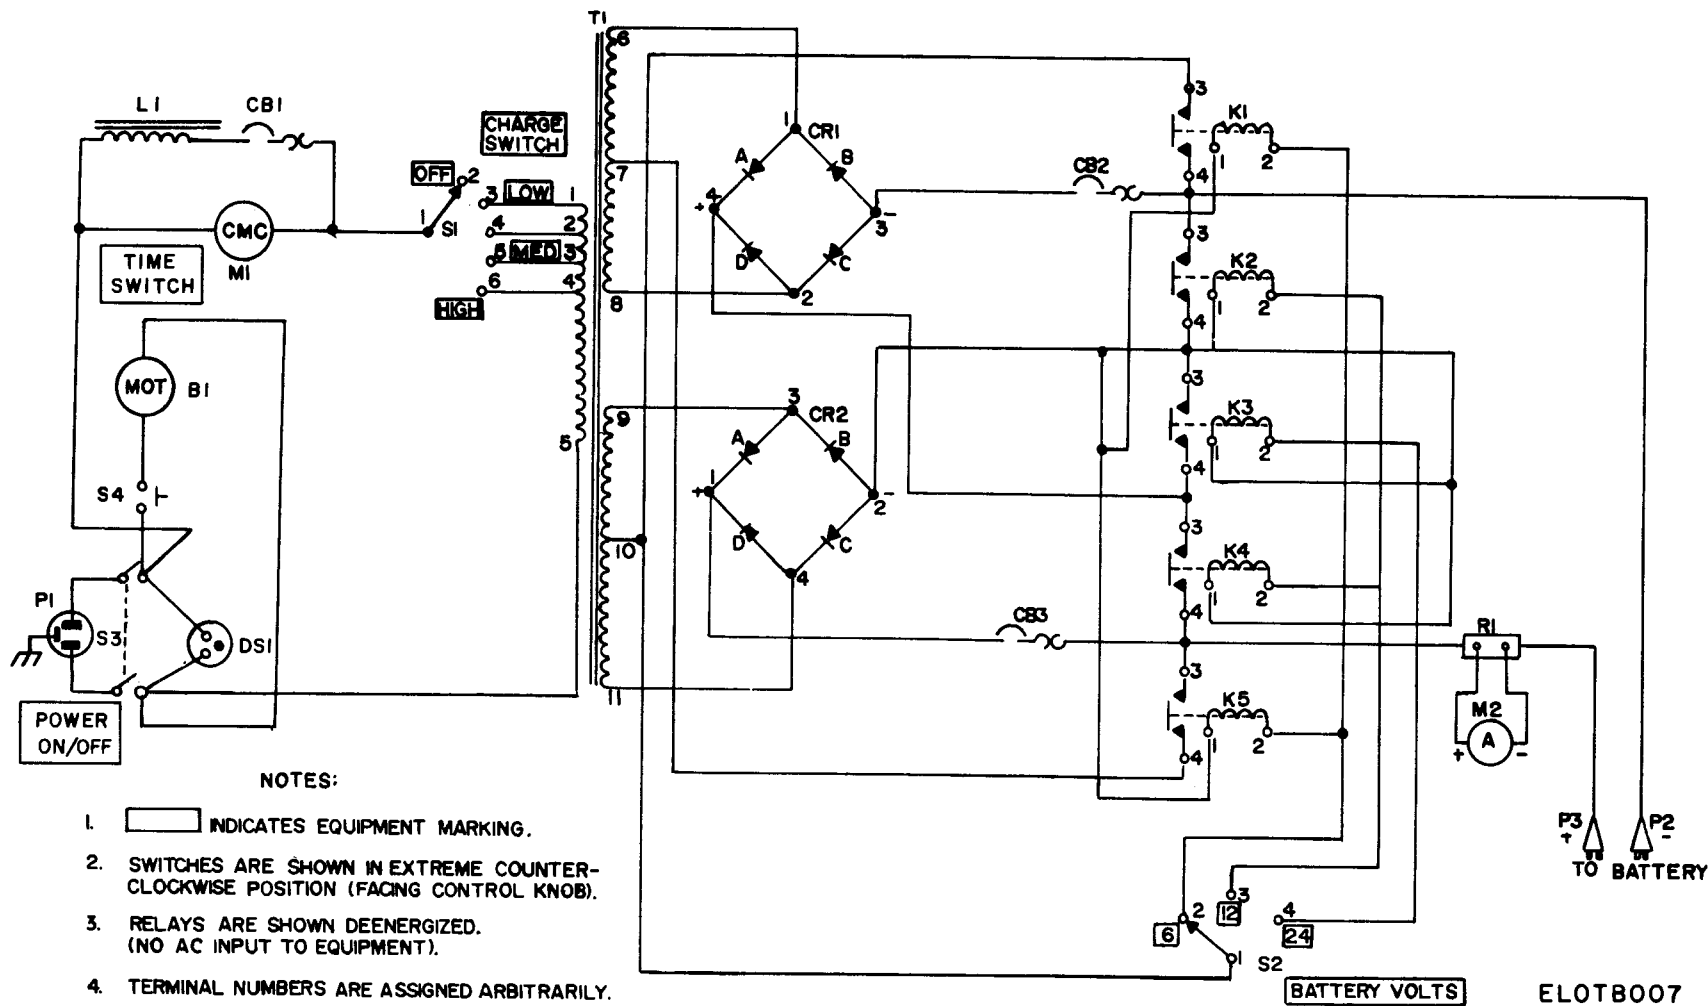 T1
6
3
L1
CB1
CHARGE
SWITCH
1
CR1
K1
A
B
CB2
1
2
OFF
2
3
LOW
1
7
4
4
+
-
3
1
S1
4
2
CMC
5
MED
3
3
K2
TIME
SWITCH
M1
D
C
6
4
HIGH
8
2
1
2
4
3
MOT
B1
9
3
CR2
K3
A
B
5
1
2
1
4
+
2
-
S4
3
10
D
C
K4
4
1
2
P1
S3
DS1
CB3
4
R1
3
11
K5
M2
POWER
ON/OFF
A
+
-
1
2
4
NOTES:
1. INDICATES EQUIPMENT MARKING.
2. SWITCHES ARE SHOWN IN EXTREME COUNTER-
CLOCKWISE POSITION (FACING CONTROL KNOB).
3. RELAYS ARE SHOWN DEENERGIZED.
(NO AC INPUT TO EQUIPMENT).
4. TERMINAL NUMBERS ARE ASSIGNED ARBITRARILY.
P3
+
P2
-
TO BATTERY
3
2
12
4
6
24
1
S2
BATTERY VOLTS
ELOTB007